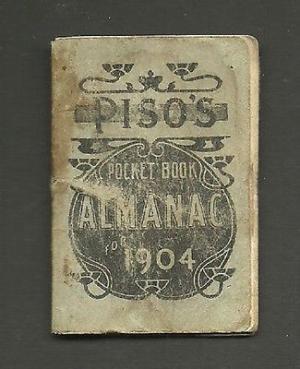 PISO'S
POCKET BOOK
ALMANAC
FOR
1904